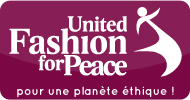 United
Fashion
for Peace
pour une planète éthique !